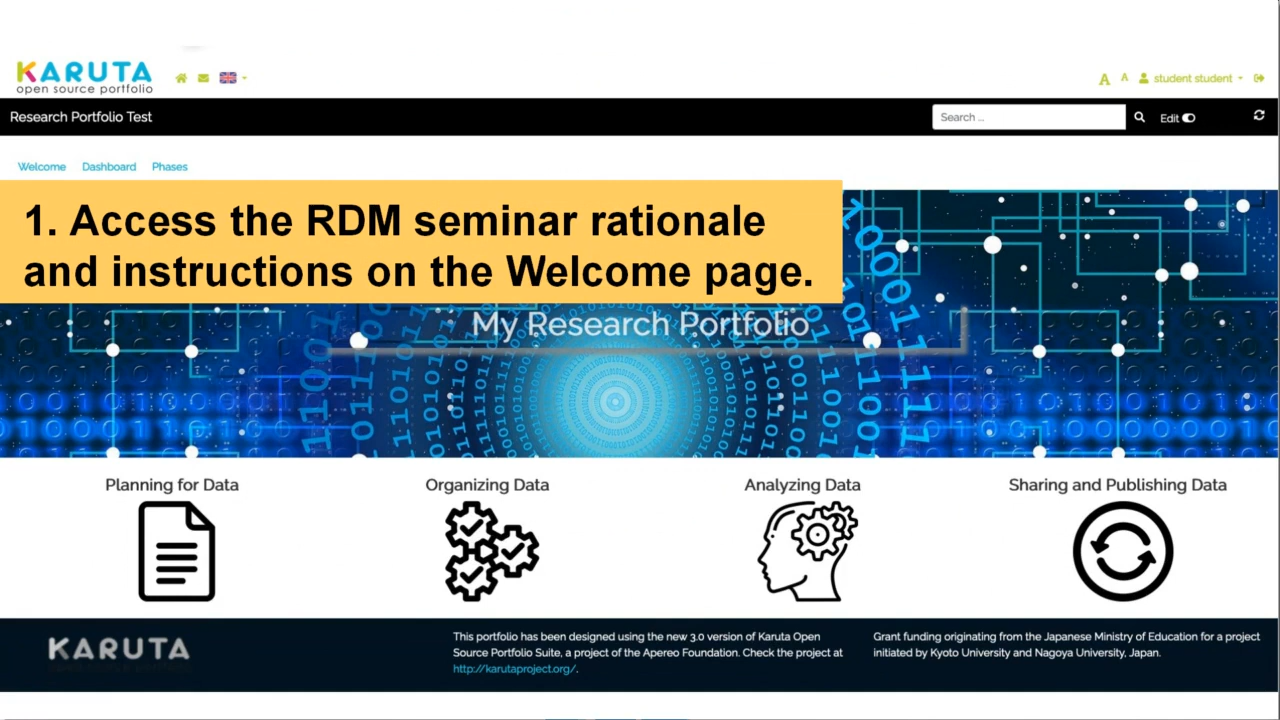 KARUTA
open source portfolio
A A student student
Research Portfolio Test
Search ...
Edit
Welcome Dashboard Phases
1. Access the RDM seminar rationale
and instructions on the Welcome page.
My Research Portfolio
Planning for Data
Organizing Data
Analyzing Data
Sharing and Publishing Data
KARUTA
This portfolio has been designed using the new 3.0 version of Karuta Open
Source Portfolio Suite, a project of the Apereo Foundation. Check the project at
http://karutaproject.org/.
Grant funding originating from the Japanese Ministry of Education for a project
initiated by Kyoto University and Nagoya University, Japan.